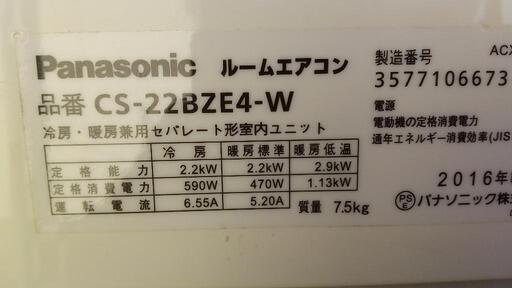 Panasonic ルームエアコン
品番 CS-22BZE4-W
冷房・暖房兼用セパレート形室内ユニット
冷房 暖房標準 暖房低温
定格能力 2.2kW 2.2kW 2.9kW
定格消費電力 590W 470W 1.13kW
運転電流 6.55A 5.20A
質量 7.5kg
ACX
製造番号
3577106673
電源
電動機の定格消費電力
通年エネルギー消費効率(JIS
2016年
PS
E
パナソニック株式